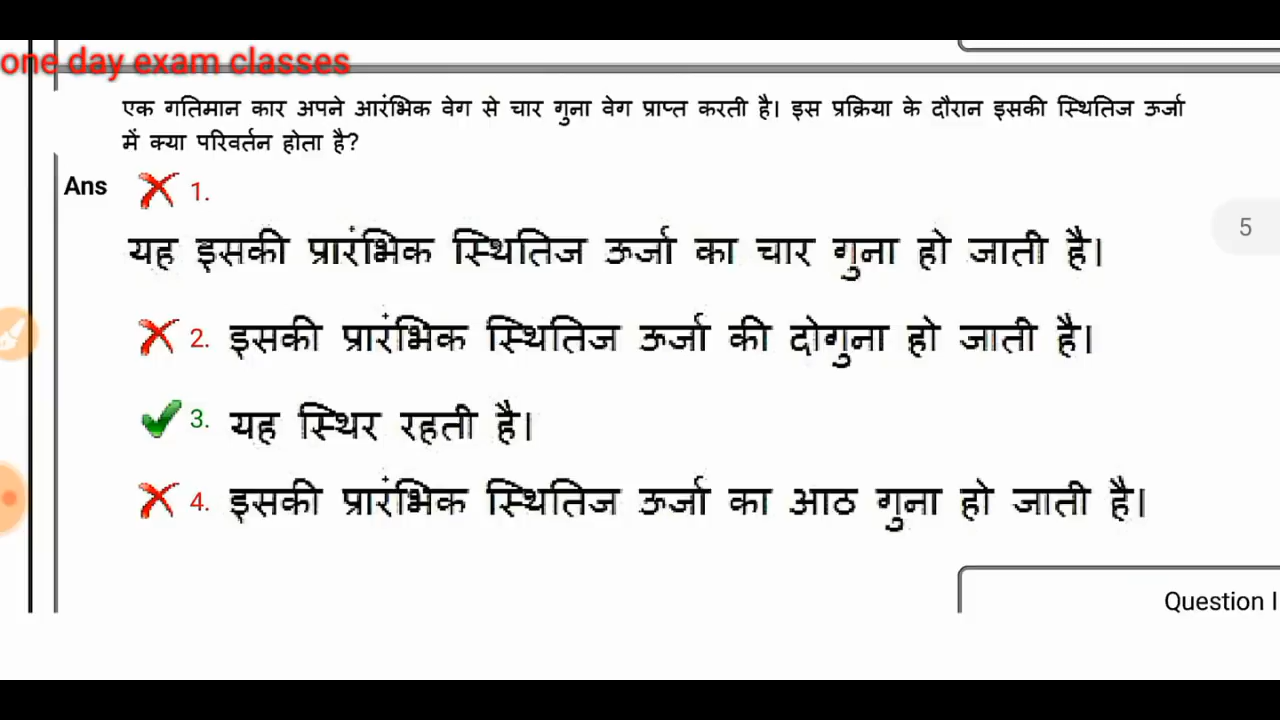 one day exam classes
एक गतिमान कार अपने आरंभिक वेग से चार गुना वेग प्राप्त करती है। इस प्रक्रिया के दौरान इसकी स्थितिज ऊर्जा
में क्या परिवर्तन होता है?
Ans 1.
यह इसकी प्रारंभिक स्थितिज ऊर्जा का चार गुना हो जाती है।
5
2. इसकी प्रारंभिक स्थितिज ऊर्जा की दोगुना हो जाती है।
3. यह स्थिर रहती है।
4. इसकी प्रारंभिक स्थितिज ऊर्जा का आठ गुना हो जाती है।
Question I